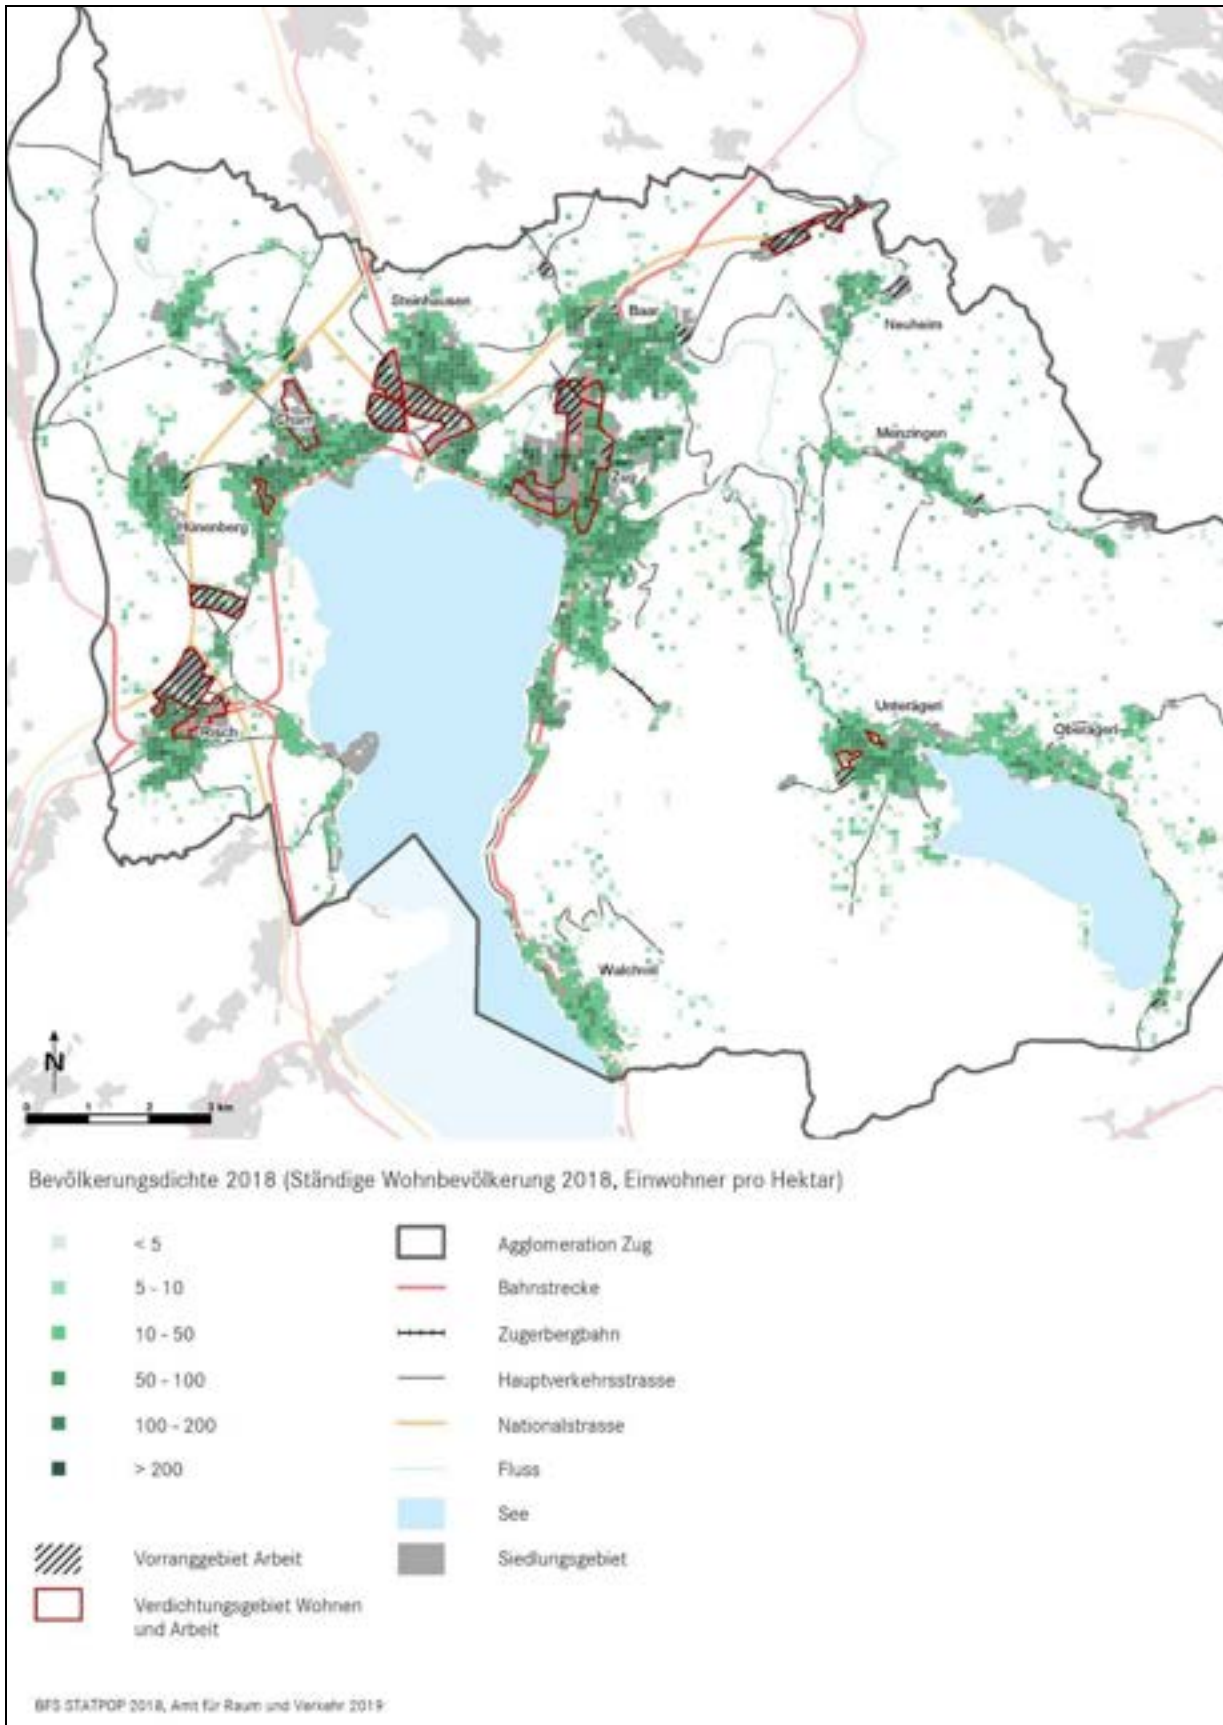 Steinhausen
Baar
Neuheim
Cham
Menzingen
Zug
Hünenberg
Unterägeri
Oberägeri
Risch
Walchwil
N
0 1 2 3 km
Bevölkerungsdichte 2018 (Ständige Wohnbevölkerung 2018, Einwohner pro Hektar)
< 5
5 - 10
10 - 50
50 - 100
100 - 200
> 200
Vorranggebiet Arbeit
Verdichtungsgebiet Wohnen
und Arbeit
Agglomeration Zug
Bahnstrecke
Zugerbergbahn
Hauptverkehrsstrasse
Nationalstrasse
Fluss
See
Siedlungsgebiet
BFS STATPOP 2018, Amt für Raum und Verkehr 2019